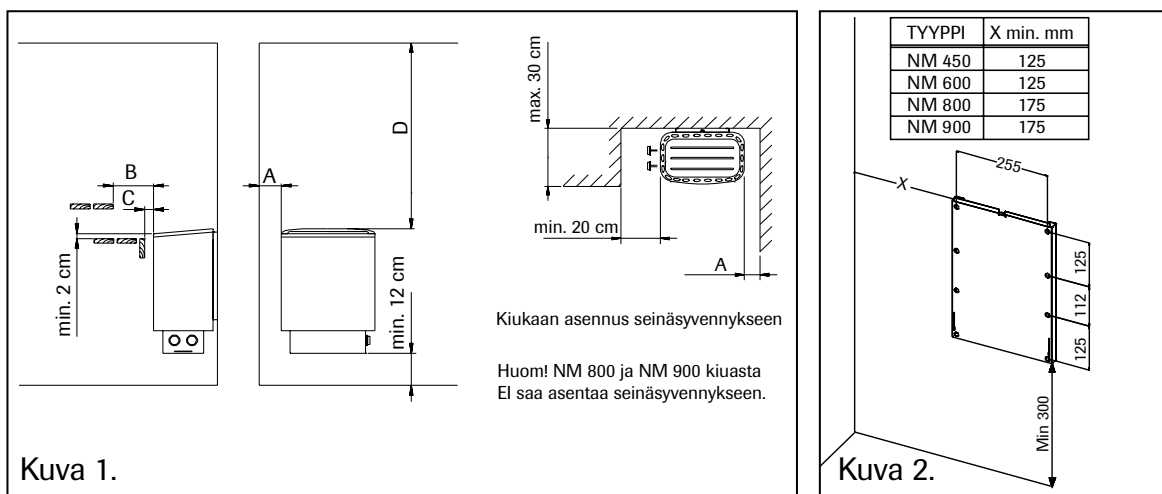 D
B
C
A
min. 2 cm
min. 12 cm
max. 30 cm
min. 20 cm
A
Kiukaan asennus seinäsyvennykseen
Huom! NM 800 ja NM 900 kiuasta
EI saa asentaa seinäsyvennykseen.
Kuva 1.
TYYPPI X min. mm
NM 450 125
NM 600 125
NM 800 175
NM 900 175
255
X
125
112
125
Min 300
Kuva 2.